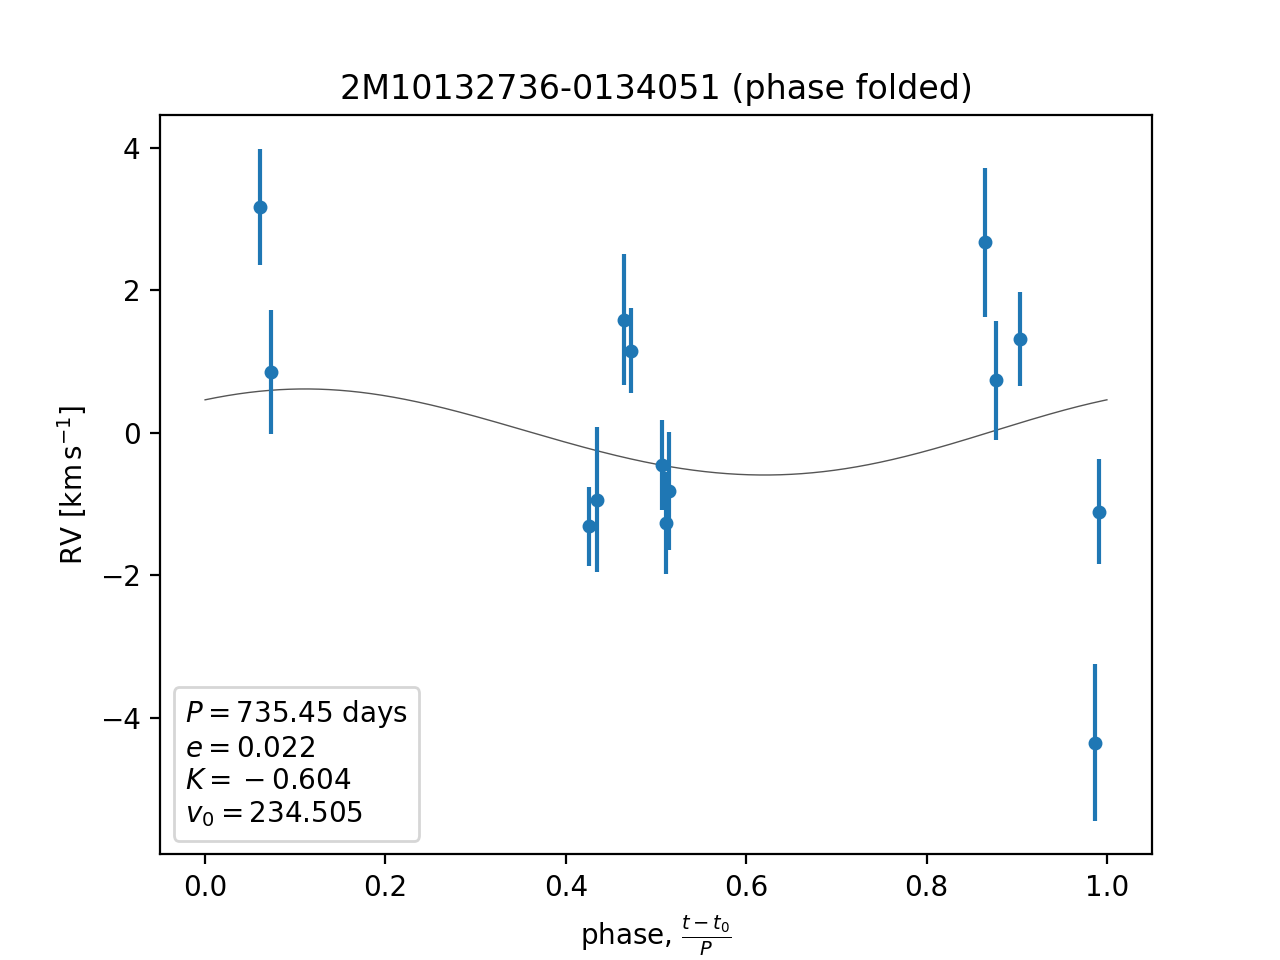 2M10132736-0134051 (phase folded)
4
2
0
−2
−4
RV [km s⁻¹]
P = 735.45 days
e = 0.022
K = −0.604
v₀ = 234.505
0.0 0.2 0.4 0.6 0.8 1.0
phase, (t − t₀)/P